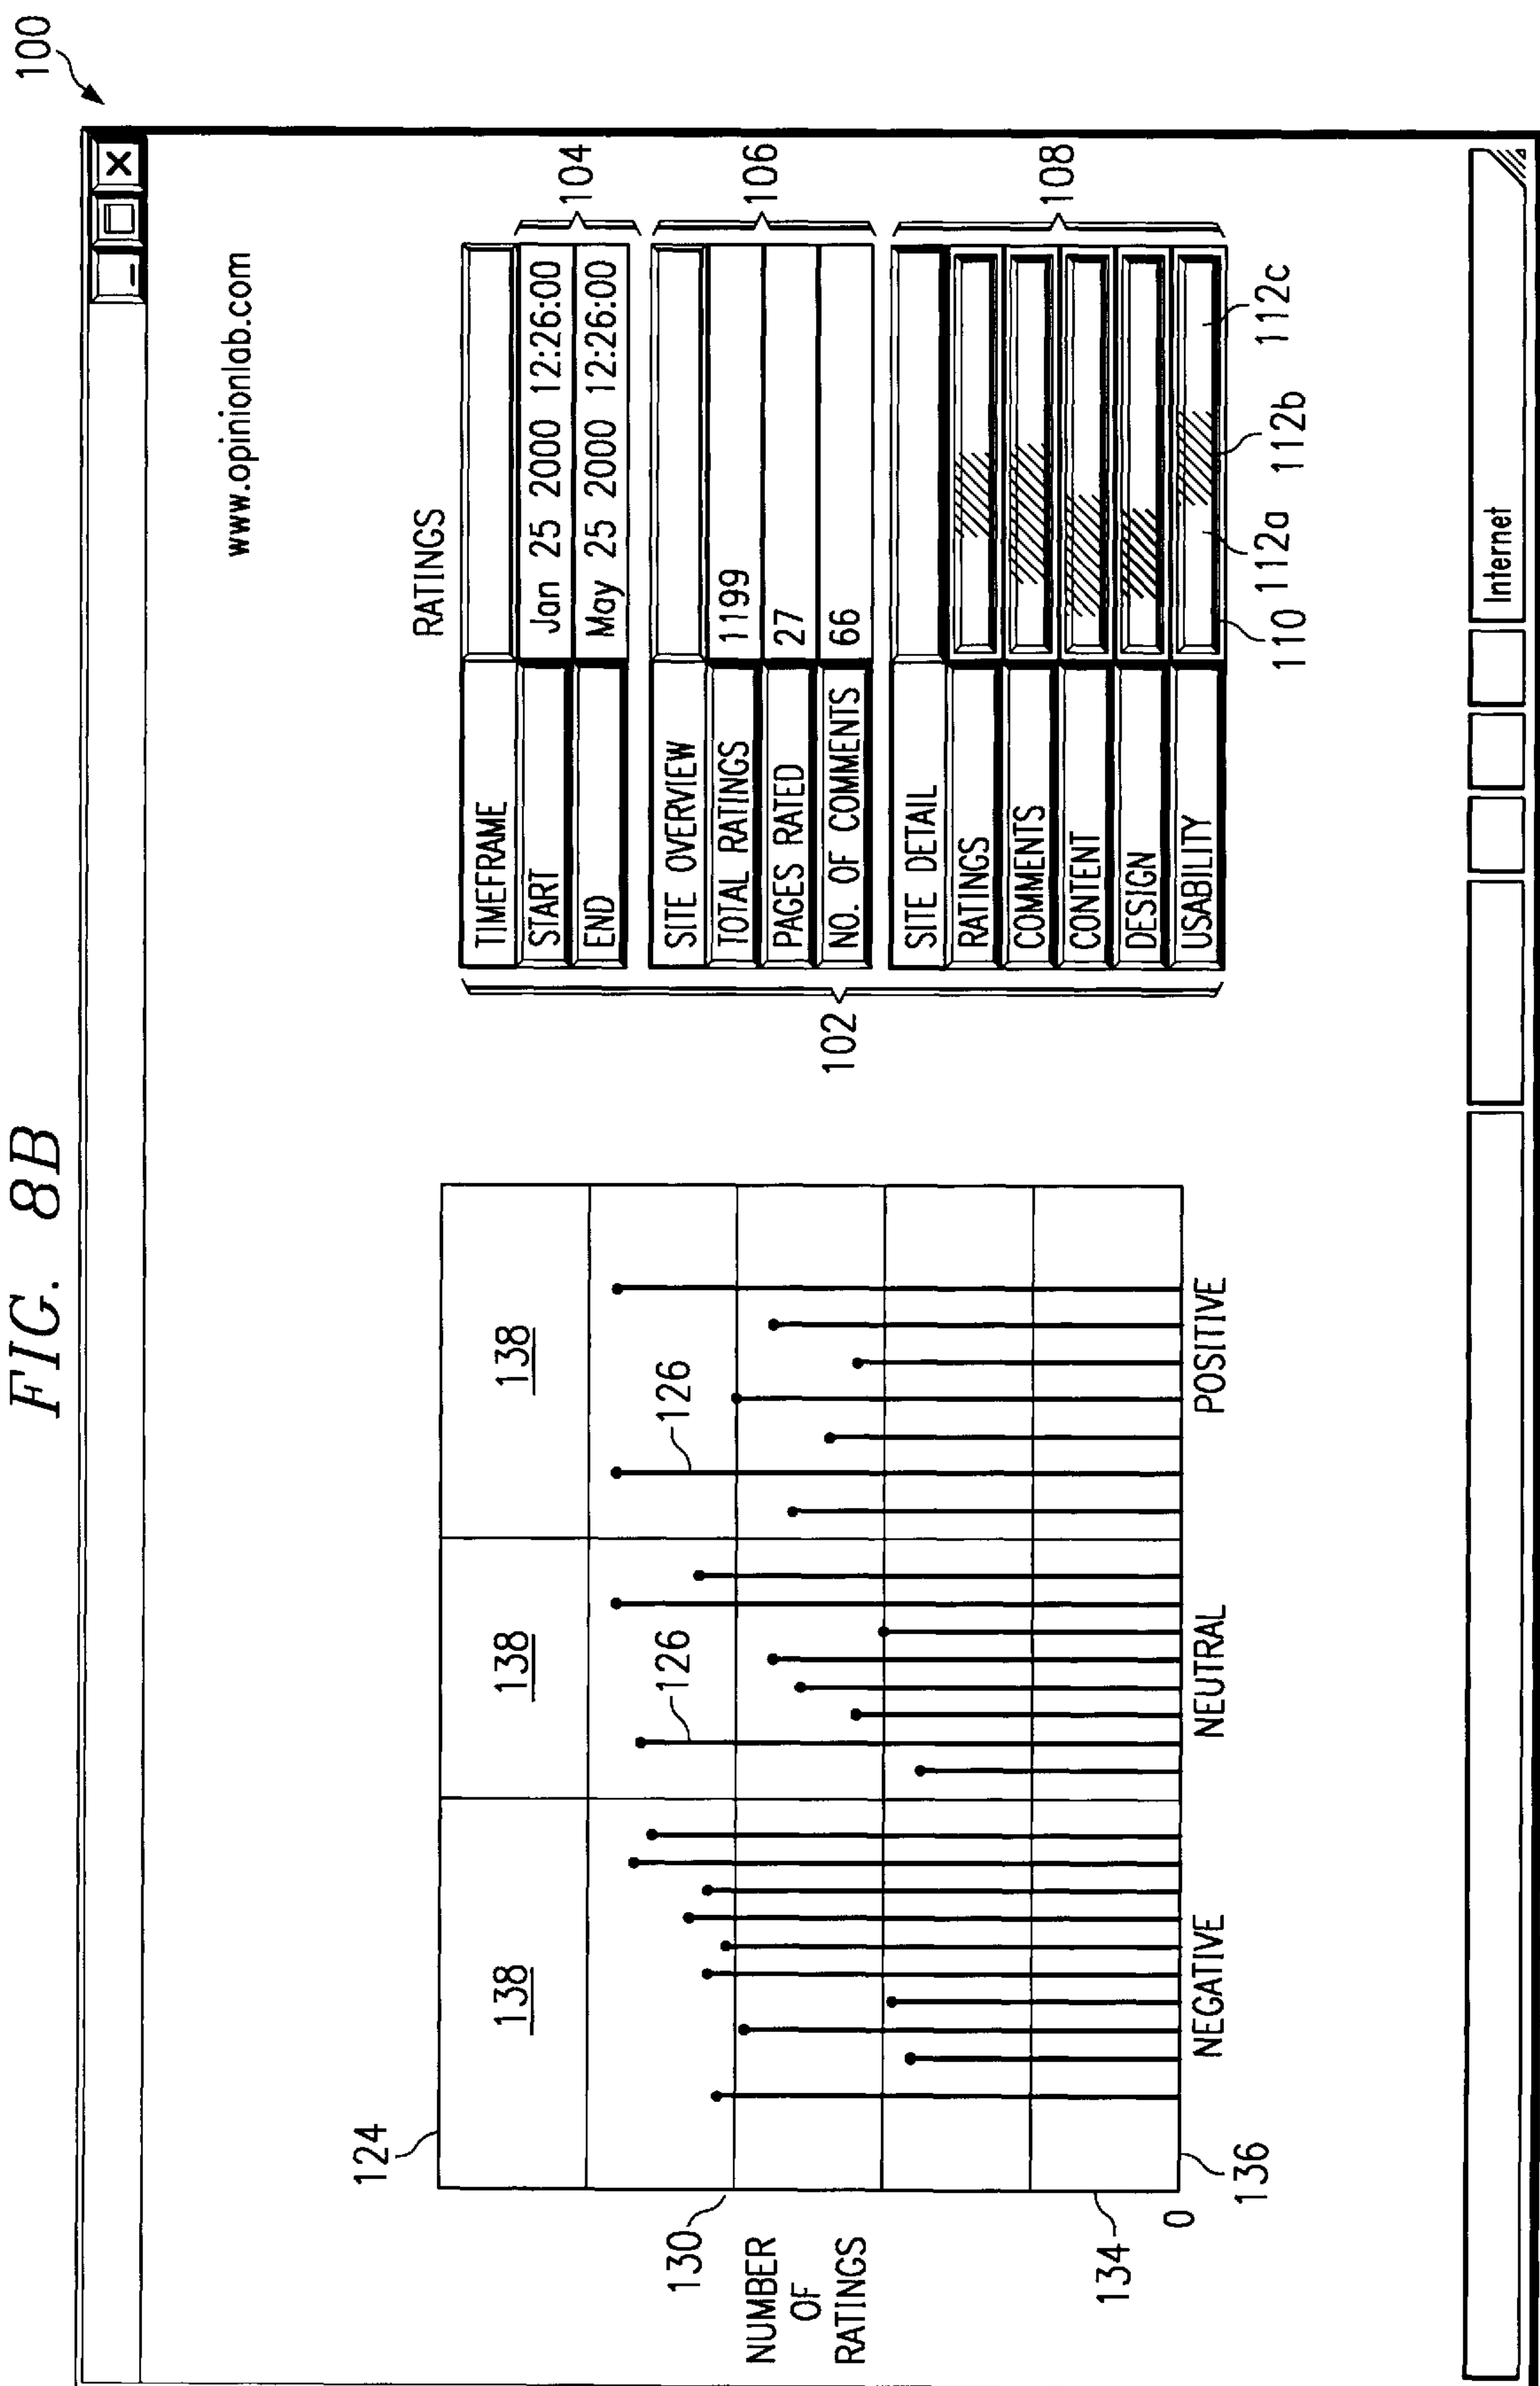 FIG. 8B
100
www.opinionlab.com
124
138
138
138
126
126
130
NUMBER
OF
RATINGS
134
0
136
NEGATIVE
NEUTRAL
POSITIVE
RATINGS
102
TIMEFRAME
START Jan 25 2000 12:26:00
END May 25 2000 12:26:00
104
SITE OVERVIEW
TOTAL RATINGS 1199
PAGES RATED 27
NO. OF COMMENTS 66
106
SITE DETAIL
RATINGS
COMMENTS
CONTENT
DESIGN
USABILITY
108
110 112a 112b 112c
Internet